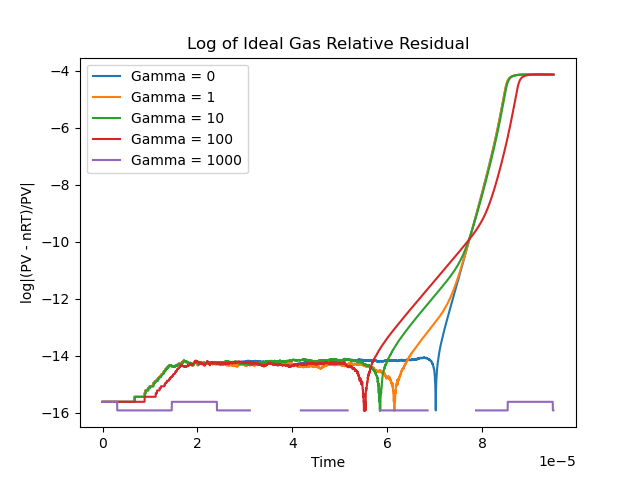 Log of Ideal Gas Relative Residual
Gamma = 0
Gamma = 1
Gamma = 10
Gamma = 100
Gamma = 1000
log|(PV - nRT)/PV|
−4
−6
−8
−10
−12
−14
−16
0 2 4 6 8
1e−5
Time